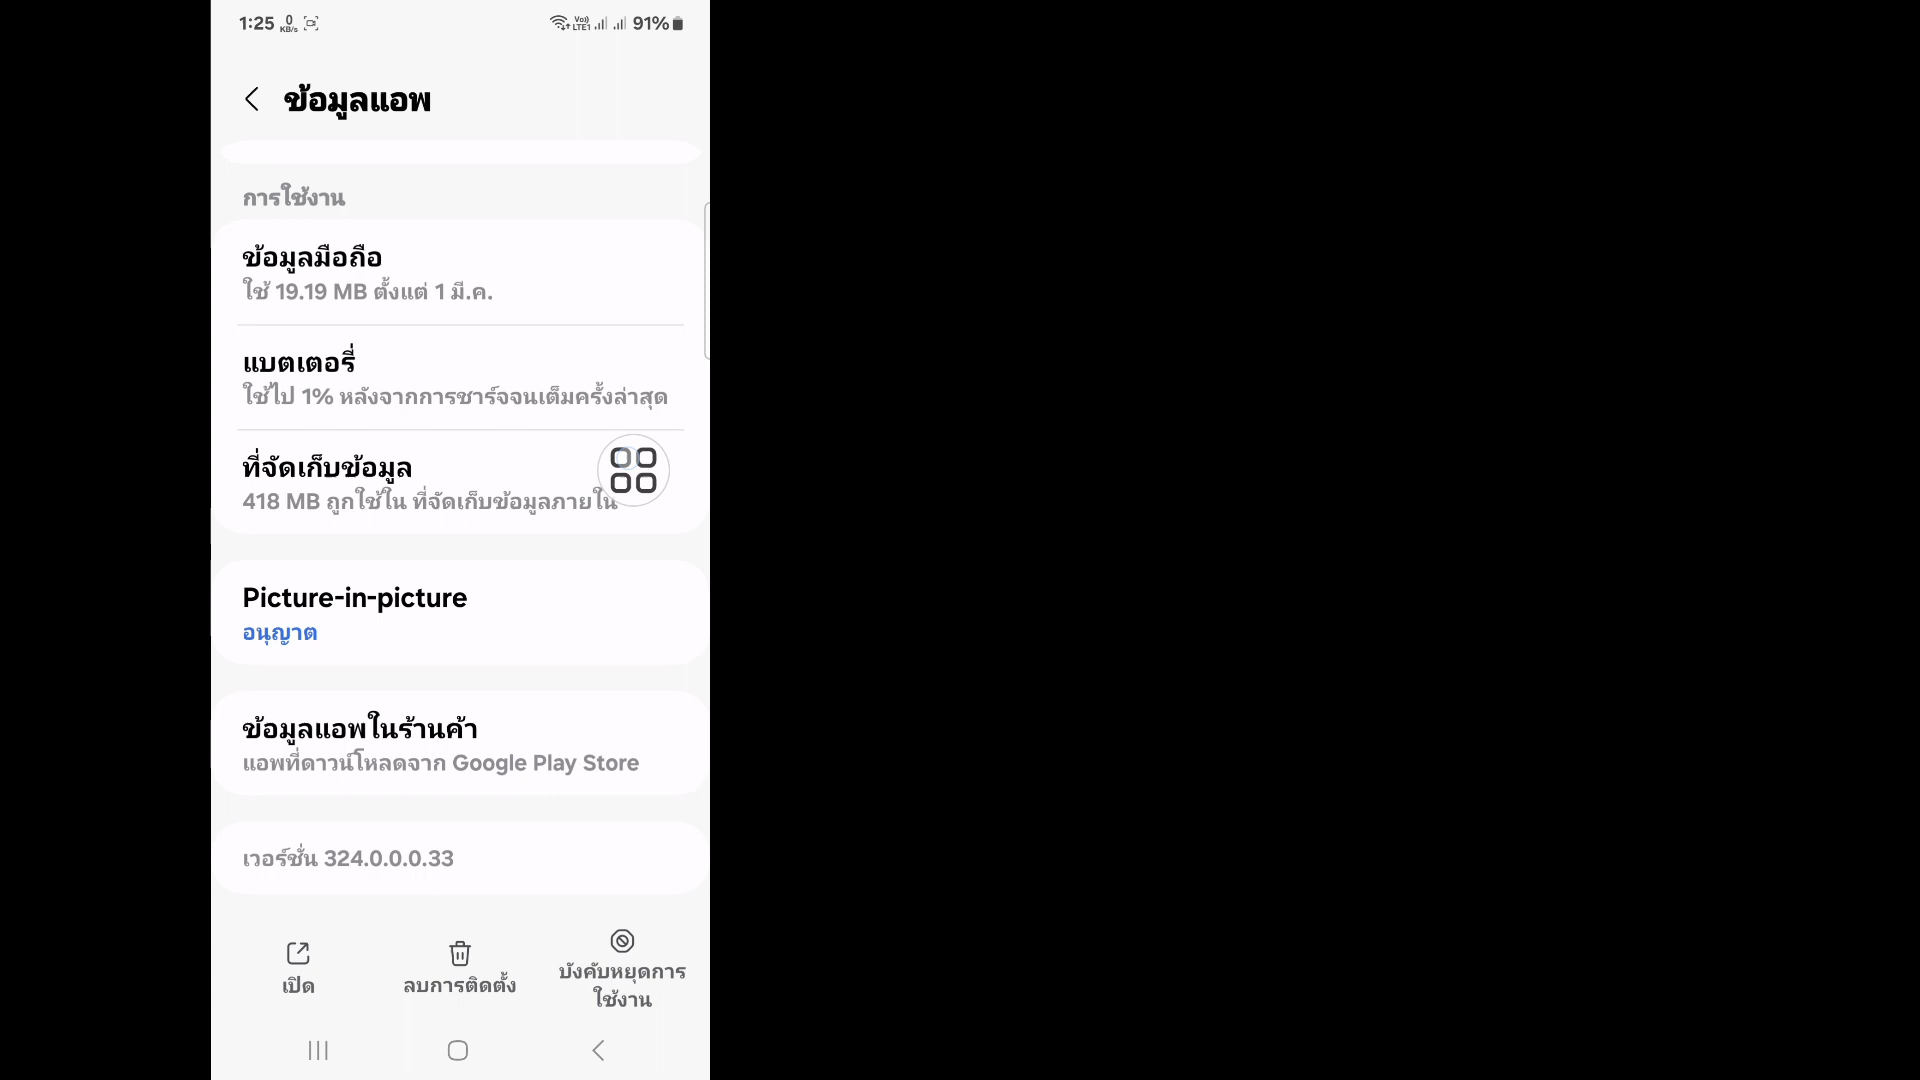 1:25 0 KB/s Vo) LTE1 91%
ข้อมูลแอพ
การใช้งาน
ข้อมูลมือถือ
ใช้ 19.19 MB ตั้งแต่ 1 มี.ค.
แบตเตอรี่
ใช้ไป 1% หลังจากการชาร์จจนเต็มครั้งล่าสุด
ที่จัดเก็บข้อมูล
418 MB ถูกใช้ใน ที่จัดเก็บข้อมูลภายใน
Picture-in-picture
อนุญาต
ข้อมูลแอพในร้านค้า
แอพที่ดาวน์โหลดจาก Google Play Store
เวอร์ชั่น 324.0.0.0.33
เปิด
ลบการติดตั้ง
บังคับหยุดการ
ใช้งาน